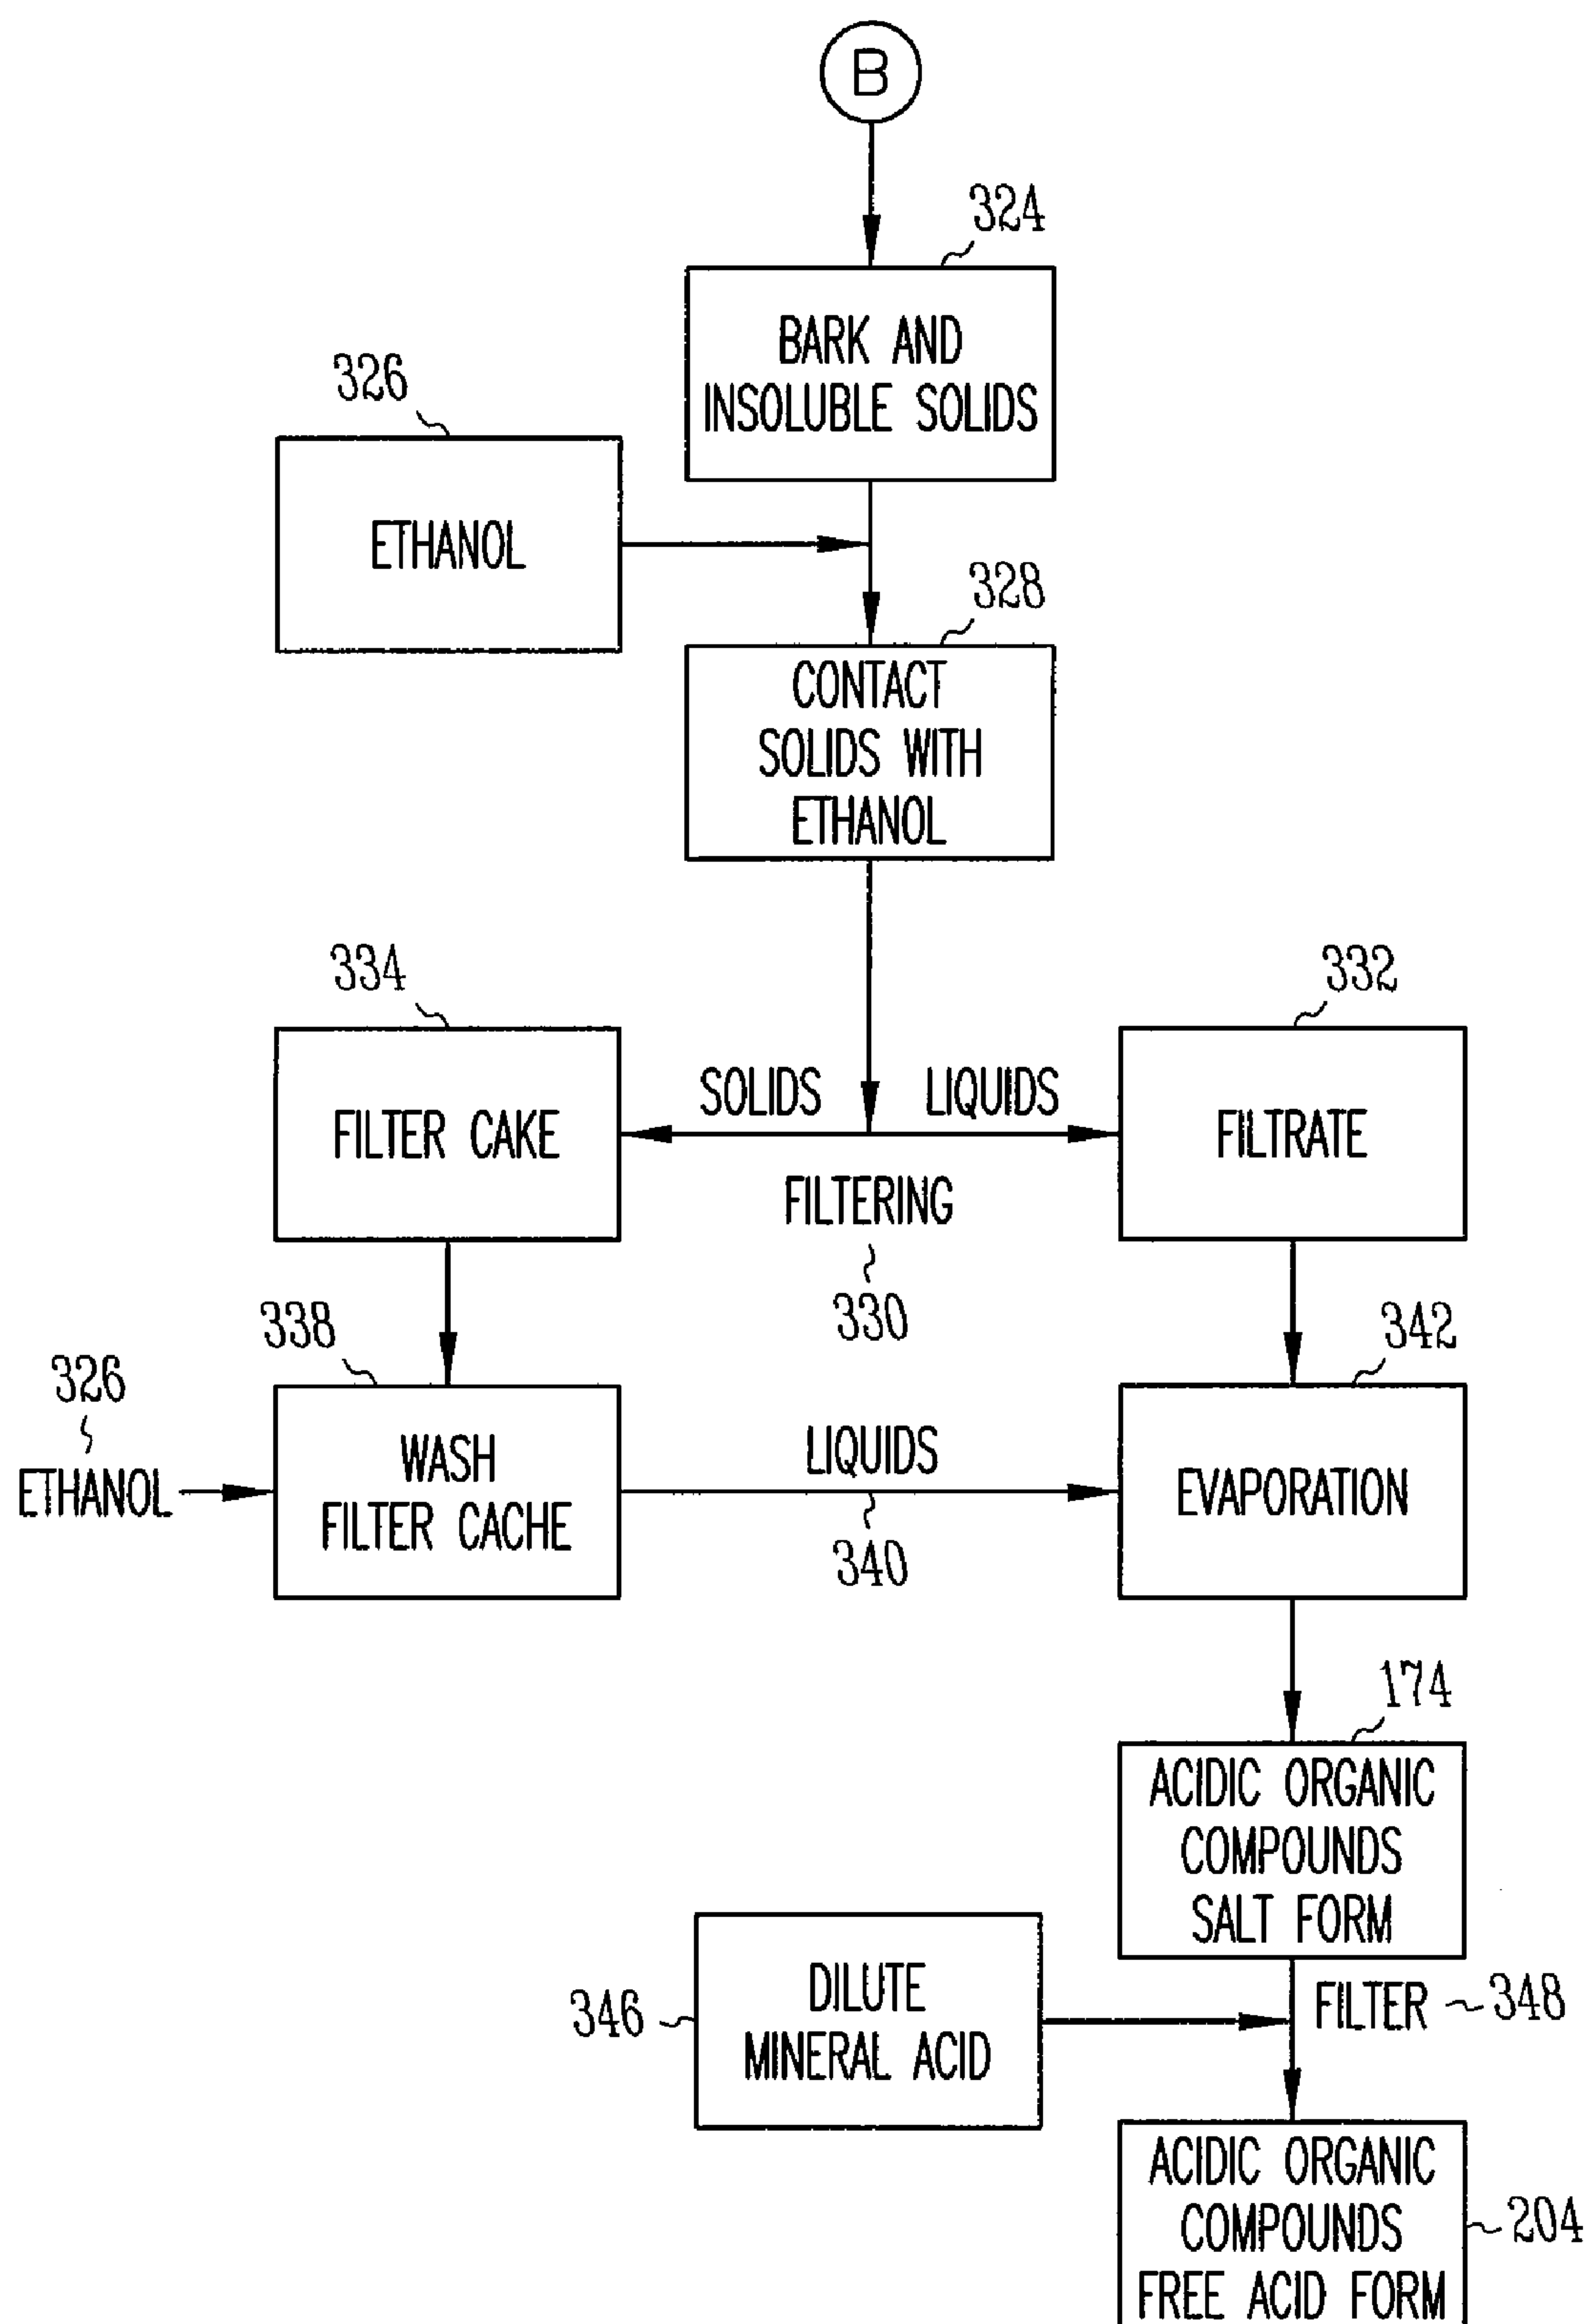 B
324
BARK AND
INSOLUBLE SOLIDS
326
ETHANOL
328
CONTACT
SOLIDS WITH
ETHANOL
334
332
SOLIDS
LIQUIDS
FILTER CAKE
FILTRATE
FILTERING
330
338
342
326
ETHANOL
WASH
FILTER CACHE
LIQUIDS
340
EVAPORATION
174
ACIDIC ORGANIC
COMPOUNDS
SALT FORM
346
DILUTE
MINERAL ACID
FILTER
348
ACIDIC ORGANIC
COMPOUNDS
FREE ACID FORM
204